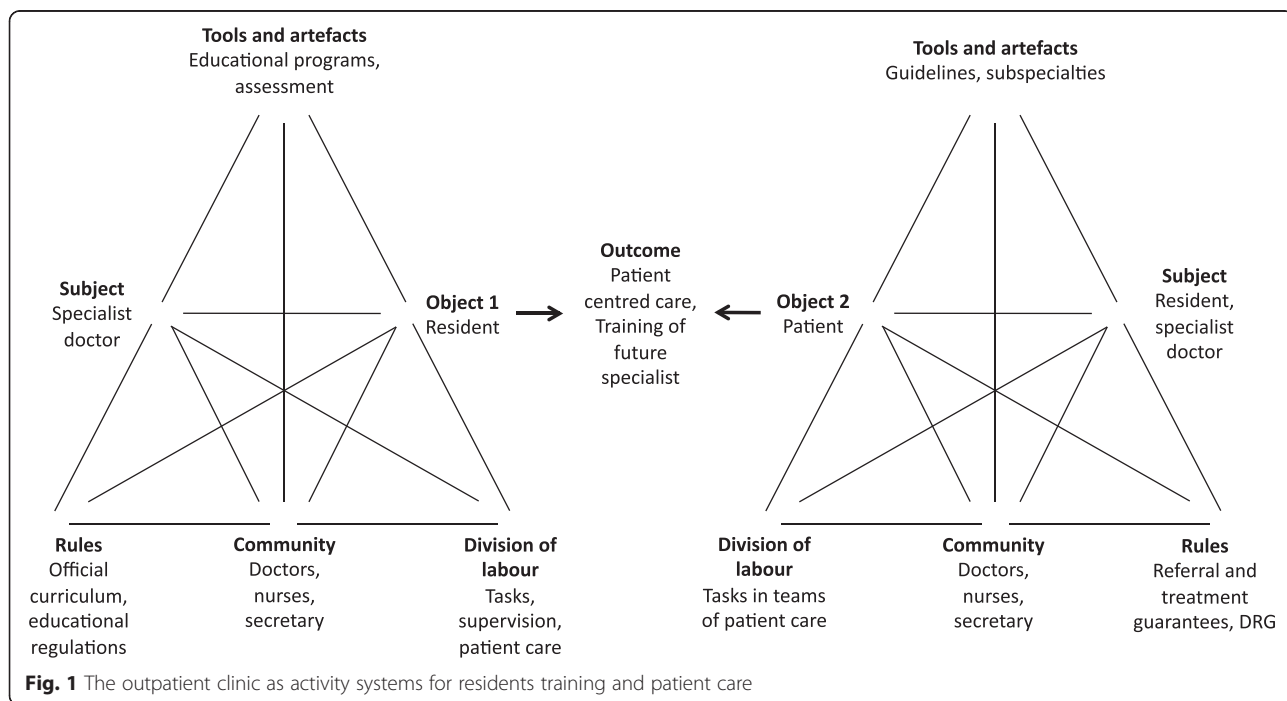 Tools and artefacts
Educational programs,
assessment
Tools and artefacts
Guidelines, subspecialties
Subject
Specialist
doctor
Object 1
Resident
Outcome
Patient
centred care,
Training of
future
specialist
Object 2
Patient
Subject
Resident,
specialist
doctor
Rules
Official
curriculum,
educational
regulations
Community
Doctors,
nurses,
secretary
Division of
labour
Tasks,
supervision,
patient care
Division of
labour
Tasks in teams
of patient care
Community
Doctors,
nurses,
secretary
Rules
Referral and
treatment
guarantees, DRG
Fig. 1 The outpatient clinic as activity systems for residents training and patient care